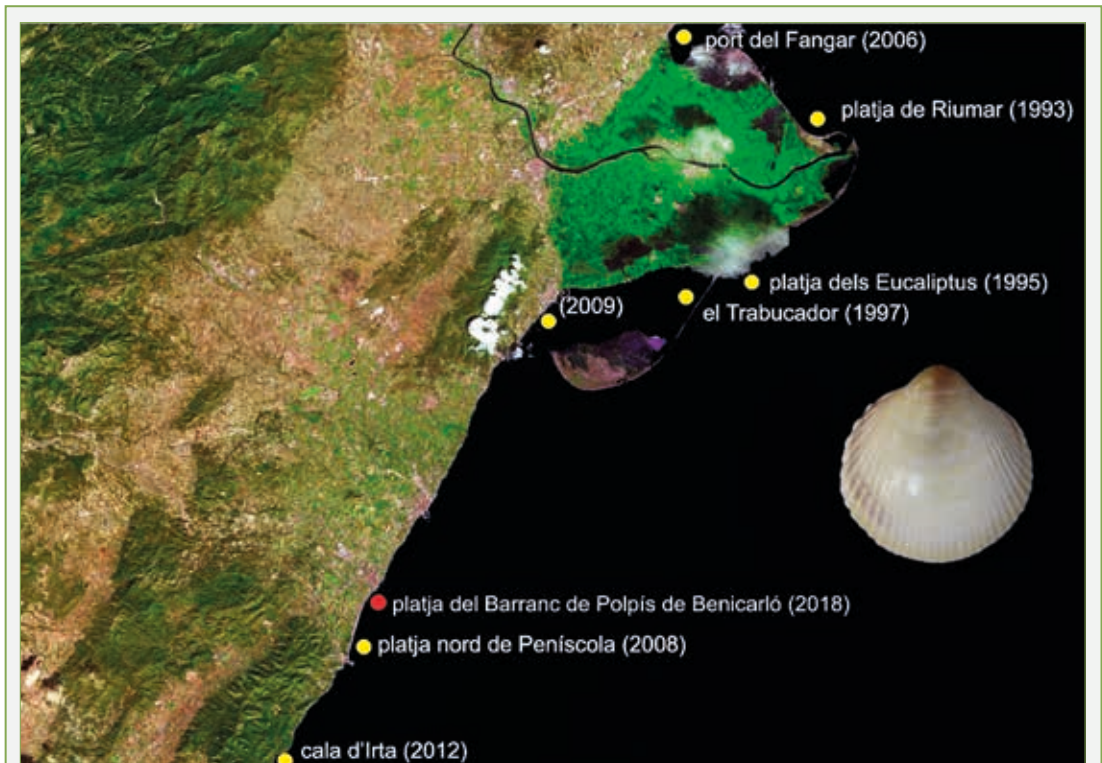 port del Fangar (2006)
platja de Riumar (1993)
platja dels Eucaliptus (1995)
(2009)
el Trabucador (1997)
platja del Barranc de Polpís de Benicarló (2018)
platja nord de Peníscola (2008)
cala d'Irta (2012)